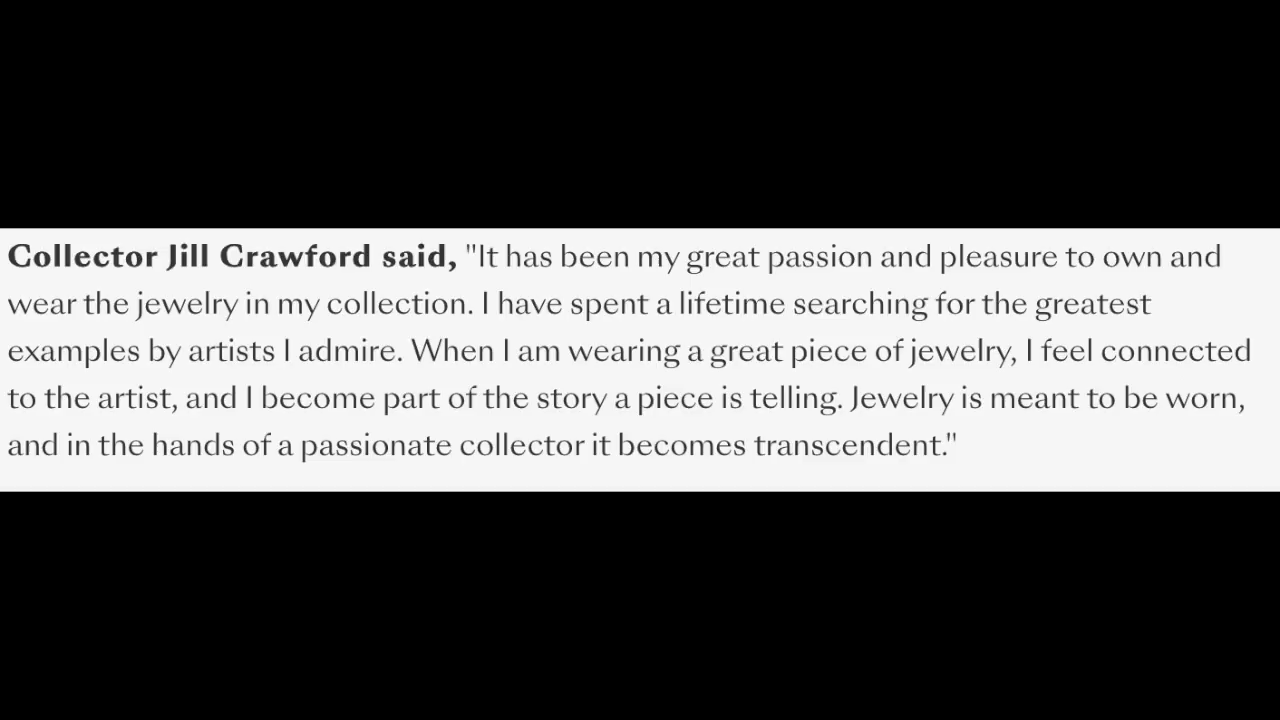 Collector Jill Crawford said, "It has been my great passion and pleasure to own and
wear the jewelry in my collection. I have spent a lifetime searching for the greatest
examples by artists I admire. When I am wearing a great piece of jewelry, I feel connected
to the artist, and I become part of the story a piece is telling. Jewelry is meant to be worn,
and in the hands of a passionate collector it becomes transcendent."